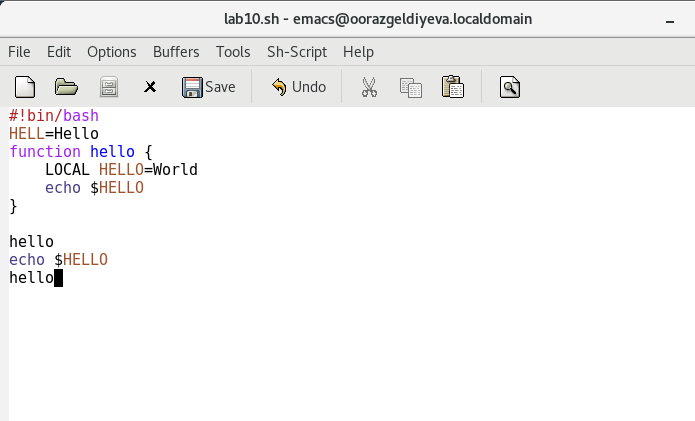 lab10.sh - emacs@oorazgeldiyeva.localdomain
File Edit Options Buffers Tools Sh-Script Help
Save Undo
#!bin/bash
HELL=Hello
function hello {
    LOCAL HELLO=World
    echo $HELLO
}
hello
echo $HELLO
hello